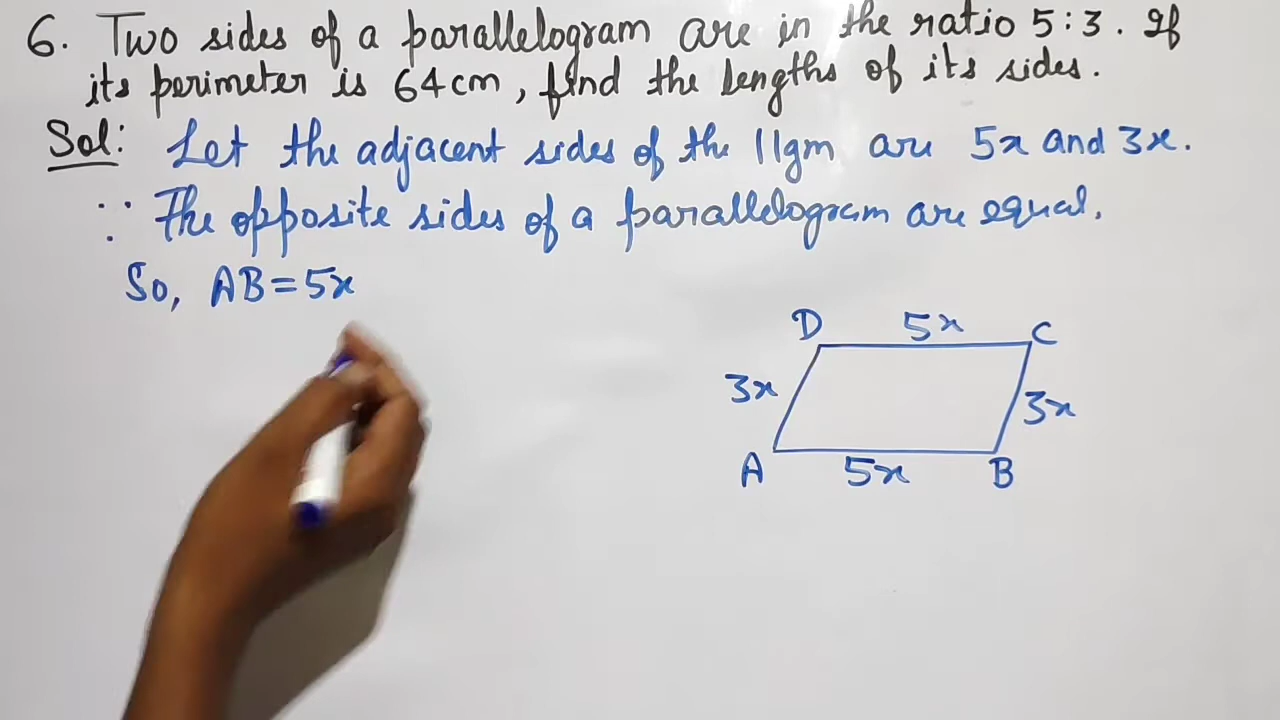 6. Two sides of a parallelogram are in the ratio 5:3. If
its perimeter is 64cm, find the lengths of its sides.
Sol: Let the adjacent sides of the ||gm are 5x and 3x.
∵ The opposite sides of a parallelogram are equal.
So, AB=5x
D 5x C
3x 3x
A 5x B